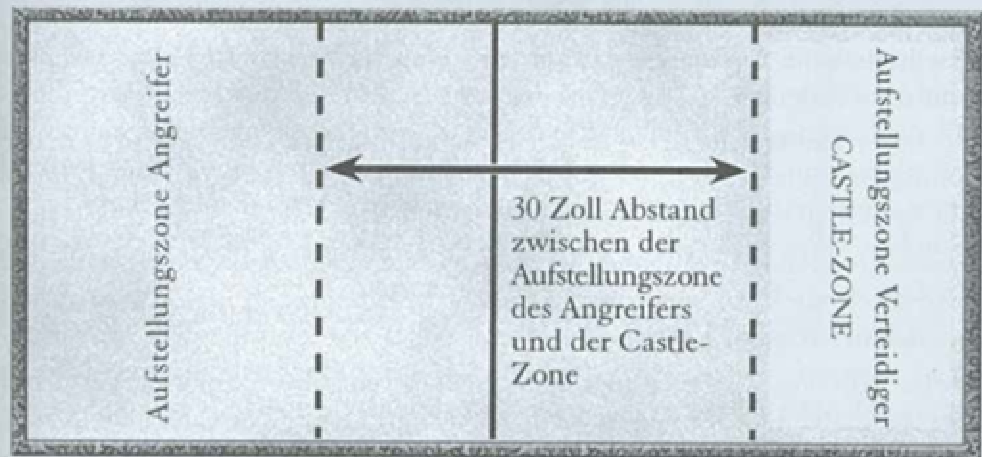 Aufstellungszone Angreifer
30 Zoll Abstand
zwischen der
Aufstellungszone
des Angreifers
und der Castle-
Zone
Aufstellungszone Verteidiger
CASTLE-ZONE